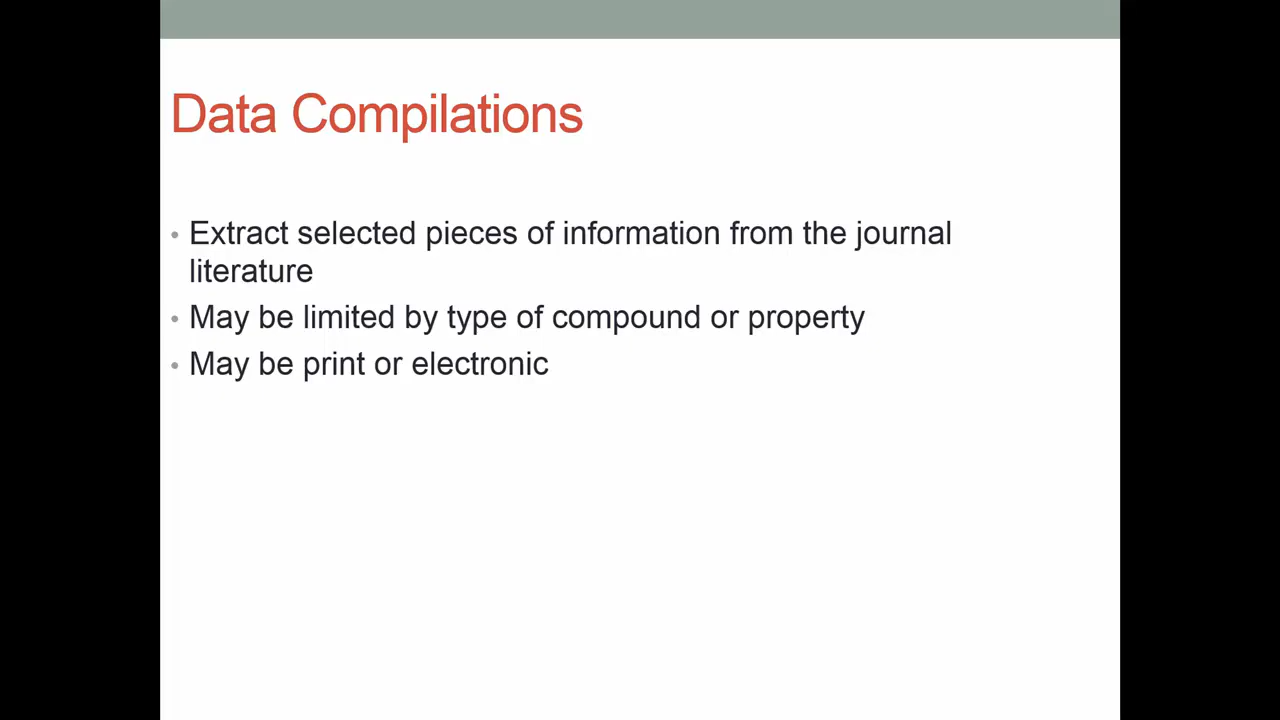 Data Compilations
• Extract selected pieces of information from the journal
literature
• May be limited by type of compound or property
• May be print or electronic